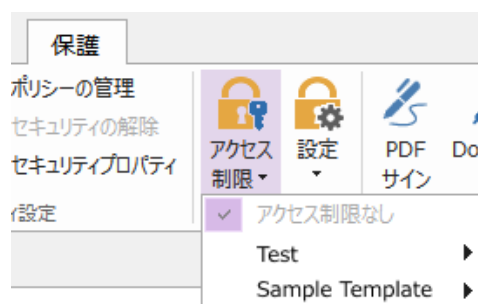 保護
ポリシーの管理
セキュリティの解除
セキュリティプロパティ
設定
アクセス
制限
設定
PDF
サイン
アクセス制限なし
Test
Sample Template